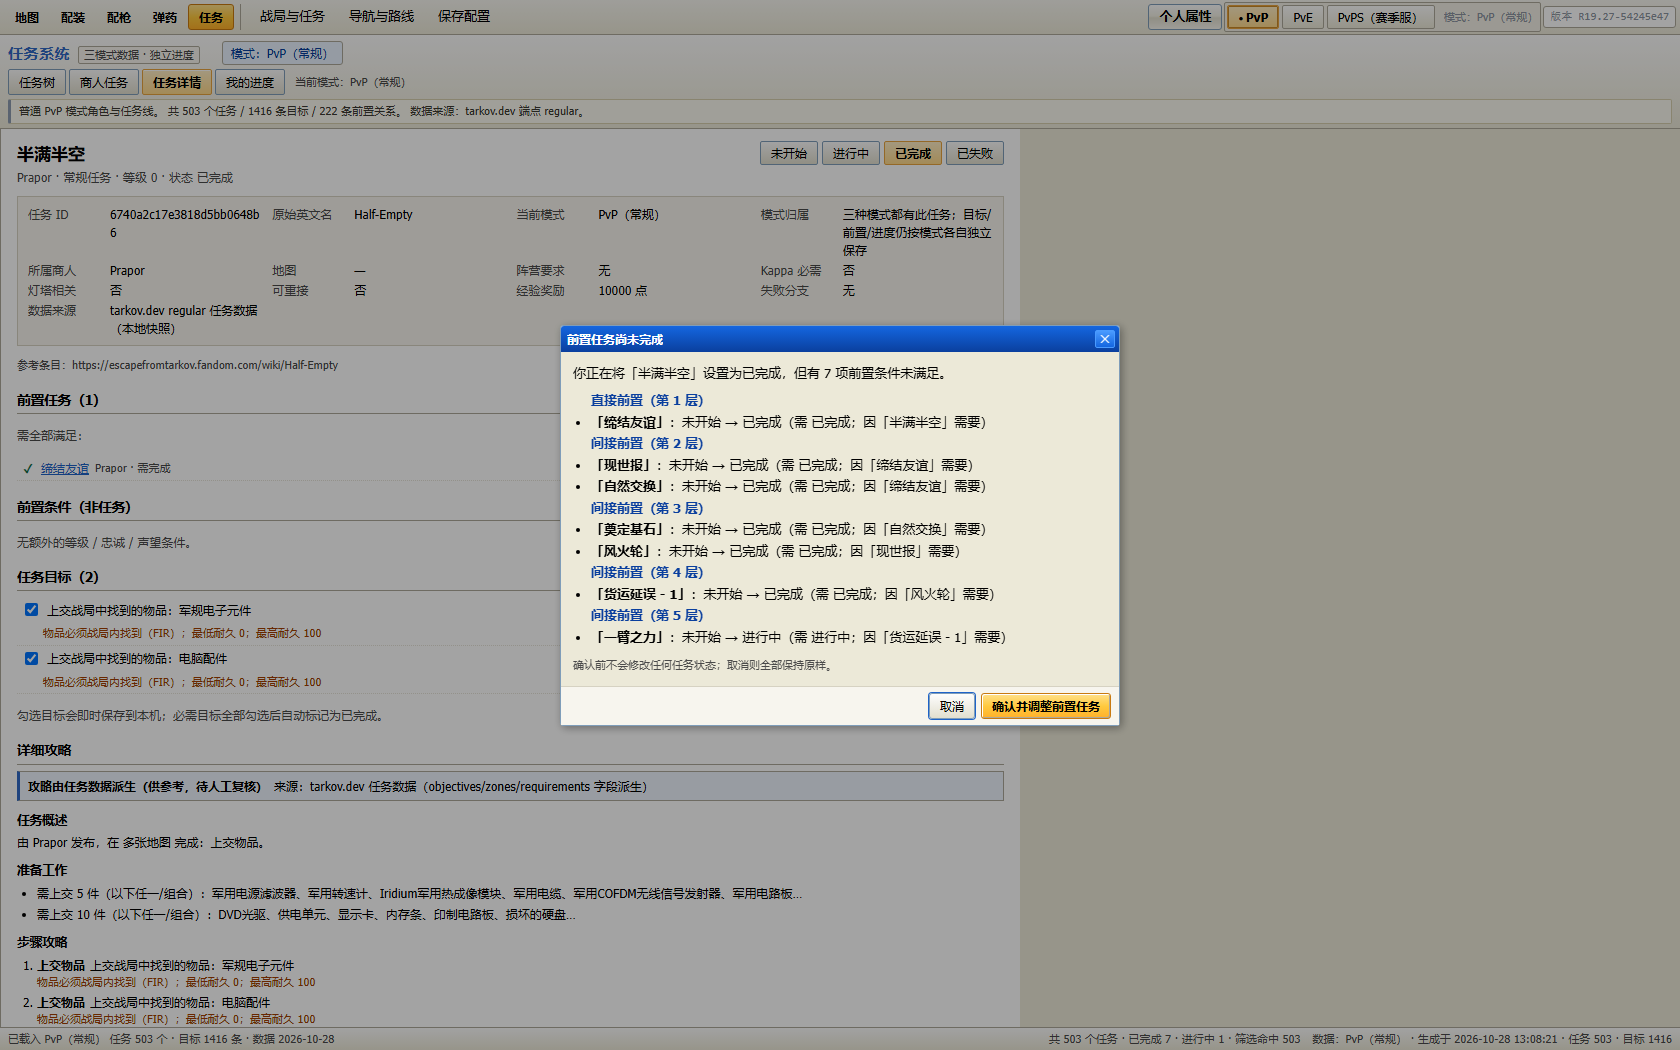 地图 配装 配枪 弹药 任务 战局与任务 导航与路线 保存配置 个人属性 • PvP PvE PvPS（赛季服） 模式：PvP（常规） 版本 R19.27-54245e47
任务系统 三模式数据 · 独立进度 模式：PvP（常规）
任务树 商人任务 任务详情 我的进度 当前模式：PvP（常规）
普通 PvP 模式角色与任务线。 共 503 个任务 / 1416 条目标 / 222 条前置关系。 数据来源：tarkov.dev 端点 regular。
半满半空 未开始 进行中 已完成 已失败
Prapor · 常规任务 · 等级 0 · 状态 已完成
任务 ID 6740a2c17e3818d5bb0648b6 原始英文名 Half-Empty 当前模式 PvP（常规） 模式归属 三种模式都有此任务；目标/前置/进度仍按模式各自独立保存
所属商人 Prapor 地图 — 阵营要求 无 Kappa 必需 否
灯塔相关 否 可重接 否 经验奖励 10000 点 失败分支 无
数据来源 tarkov.dev regular 任务数据（本地快照）
参考条目：https://escapefromtarkov.fandom.com/wiki/Half-Empty
前置任务（1）
需全部满足：
✓ 缔结友谊 Prapor · 需完成
前置条件（非任务）
无额外的等级 / 忠诚 / 声望条件。
任务目标（2）
上交战局中找到的物品：军规电子元件
物品必须战局内找到（FIR）；最低耐久 0；最高耐久 100
上交战局中找到的物品：电脑配件
物品必须战局内找到（FIR）；最低耐久 0；最高耐久 100
勾选目标会即时保存到本机；必需目标全部勾选后自动标记为已完成。
详细攻略
攻略由任务数据派生（供参考，待人工复核） 来源：tarkov.dev 任务数据（objectives/zones/requirements 字段派生）
任务概述
由 Prapor 发布，在 多张地图 完成：上交物品。
准备工作
• 需上交 5 件（以下任一/组合）：军用电源滤波器、军用转速计、Iridium军用热成像模块、军用电缆、军用COFDM无线信号发射器、军用电路板…
• 需上交 10 件（以下任一/组合）：DVD光驱、供电单元、显示卡、内存条、印制电路板、损坏的硬盘…
步骤攻略
1. 上交物品 上交战局中找到的物品：军规电子元件
物品必须战局内找到（FIR）；最低耐久 0；最高耐久 100
2. 上交物品 上交战局中找到的物品：电脑配件
物品必须战局内找到（FIR）；最低耐久 0；最高耐久 100
前置任务尚未完成
你正在将「半满半空」设置为已完成，但有 7 项前置条件未满足。
直接前置（第 1 层）
• 「缔结友谊」：未开始 → 已完成（需 已完成；因「半满半空」需要）
间接前置（第 2 层）
• 「现世报」：未开始 → 已完成（需 已完成；因「缔结友谊」需要）
• 「自然交换」：未开始 → 已完成（需 已完成；因「缔结友谊」需要）
间接前置（第 3 层）
• 「奠定基石」：未开始 → 已完成（需 已完成；因「自然交换」需要）
• 「风火轮」：未开始 → 已完成（需 已完成；因「现世报」需要）
间接前置（第 4 层）
• 「货运延误 - 1」：未开始 → 已完成（需 已完成；因「风火轮」需要）
间接前置（第 5 层）
• 「一臂之力」：未开始 → 进行中（需 进行中；因「货运延误 - 1」需要）
确认前不会修改任何任务状态；取消则全部保持原样。
取消 确认并调整前置任务
已载入 PvP（常规） 任务 503 个 · 目标 1416 条 · 数据 2026-10-28 共 503 个任务 · 已完成 7 · 进行中 1 · 筛选命中 503 数据：PvP（常规） · 生成于 2026-10-28 13:08:21 · 任务 503 · 目标 1416